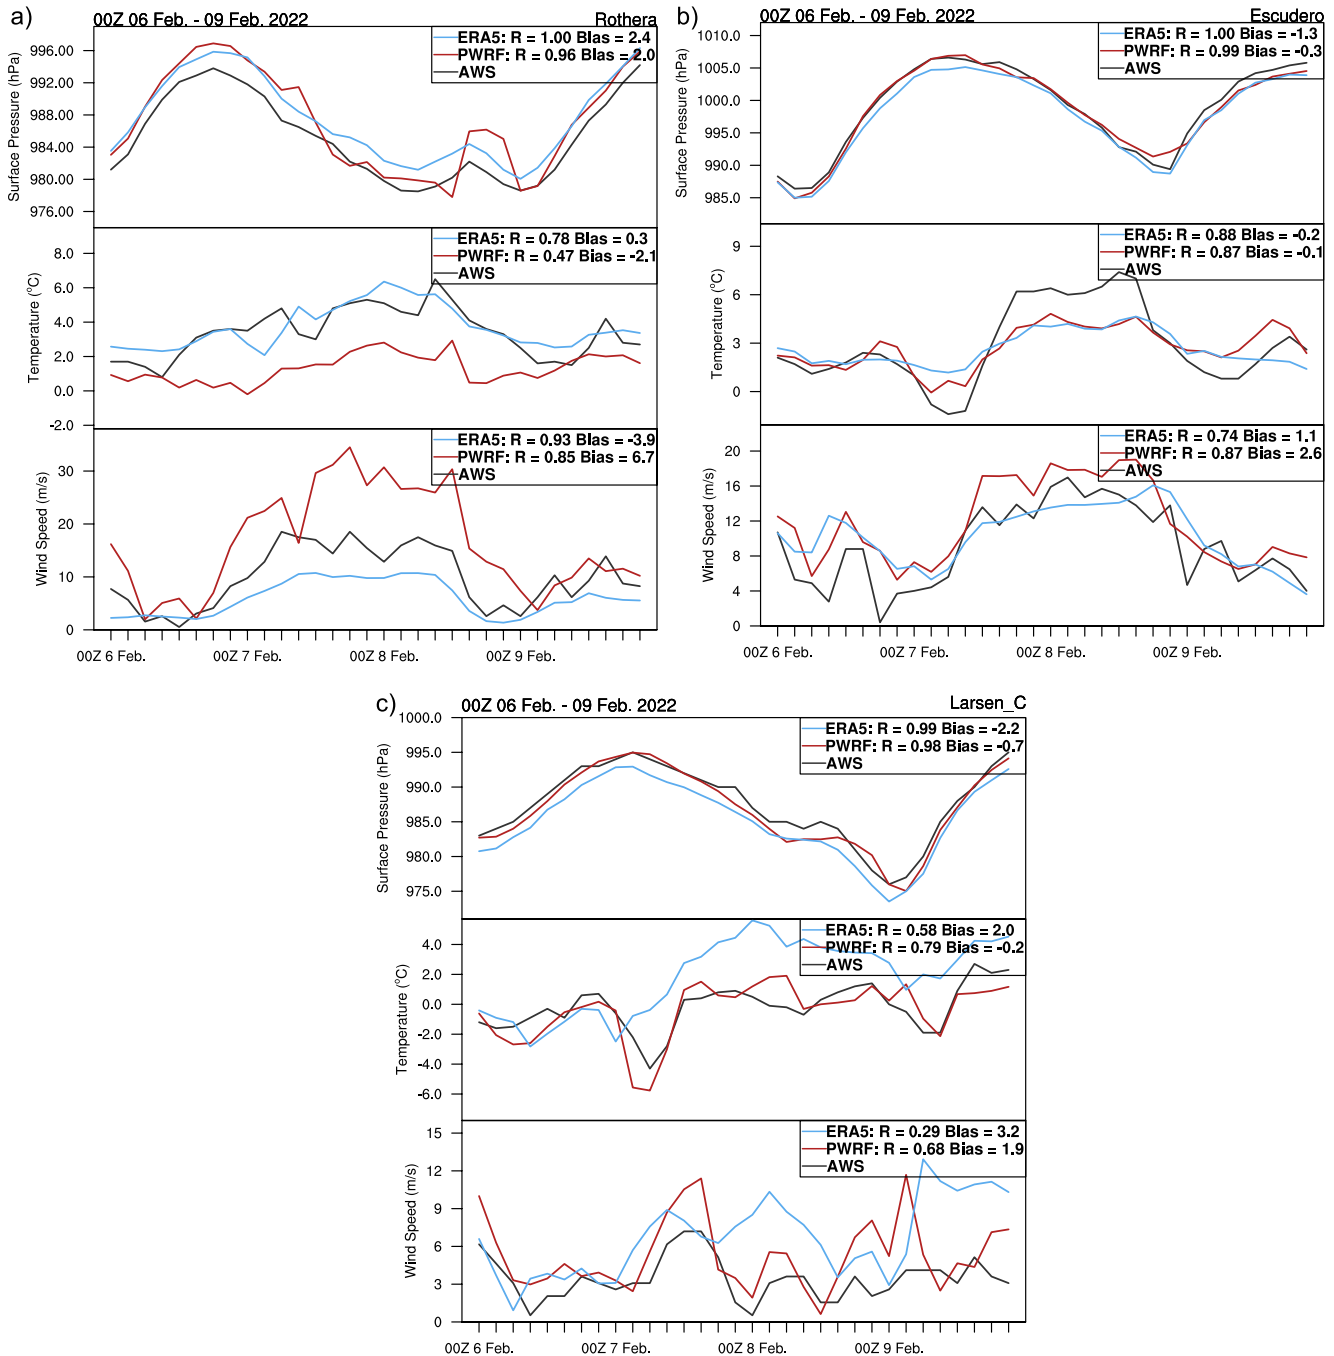 a)
00Z 06 Feb. - 09 Feb. 2022
Rothera
ERA5: R = 1.00 BIas = 2.4
PWRF: R = 0.96 Bias = 2.0
AWS
Surface Pressure (hPa)
996.00
992.00
988.00
984.00
980.00
976.00
ERA5: R = 0.78 BIas = 0.3
PWRF: R = 0.47 Bias = -2.1
AWS
Temperature (°C)
8.0
6.0
4.0
2.0
0.0
-2.0
ERA5: R = 0.93 BIas = -3.9
PWRF: R = 0.85 Bias = 6.7
AWS
Wind Speed (m/s)
30
20
10
0
00Z 6 Feb.
00Z 7 Feb.
00Z 8 Feb.
00Z 9 Feb.
b)
00Z 06 Feb. - 09 Feb. 2022
Escudero
ERA5: R = 1.00 BIas = -1.3
PWRF: R = 0.99 Bias = -0.3
AWS
Surface Pressure (hPa)
1010.0
1005.0
1000.0
995.0
990.0
985.0
ERA5: R = 0.88 BIas = -0.2
PWRF: R = 0.87 Bias = -0.1
AWS
Temperature (°C)
9
6
3
0
ERA5: R = 0.74 BIas = 1.1
PWRF: R = 0.87 Bias = 2.6
AWS
Wind Speed (m/s)
20
16
12
8
4
0
00Z 6 Feb.
00Z 7 Feb.
00Z 8 Feb.
00Z 9 Feb.
c)
00Z 06 Feb. - 09 Feb. 2022
Larsen_C
ERA5: R = 0.99 BIas = -2.2
PWRF: R = 0.98 Bias = -0.7
AWS
Surface Pressure (hPa)
1000.0
995.0
990.0
985.0
980.0
975.0
ERA5: R = 0.58 BIas = 2.0
PWRF: R = 0.79 Bias = -0.2
AWS
Temperature (°C)
4.0
2.0
0.0
-2.0
-4.0
-6.0
ERA5: R = 0.29 BIas = 3.2
PWRF: R = 0.68 Bias = 1.9
AWS
Wind Speed (m/s)
15
12
9
6
3
0
00Z 6 Feb.
00Z 7 Feb.
00Z 8 Feb.
00Z 9 Feb.